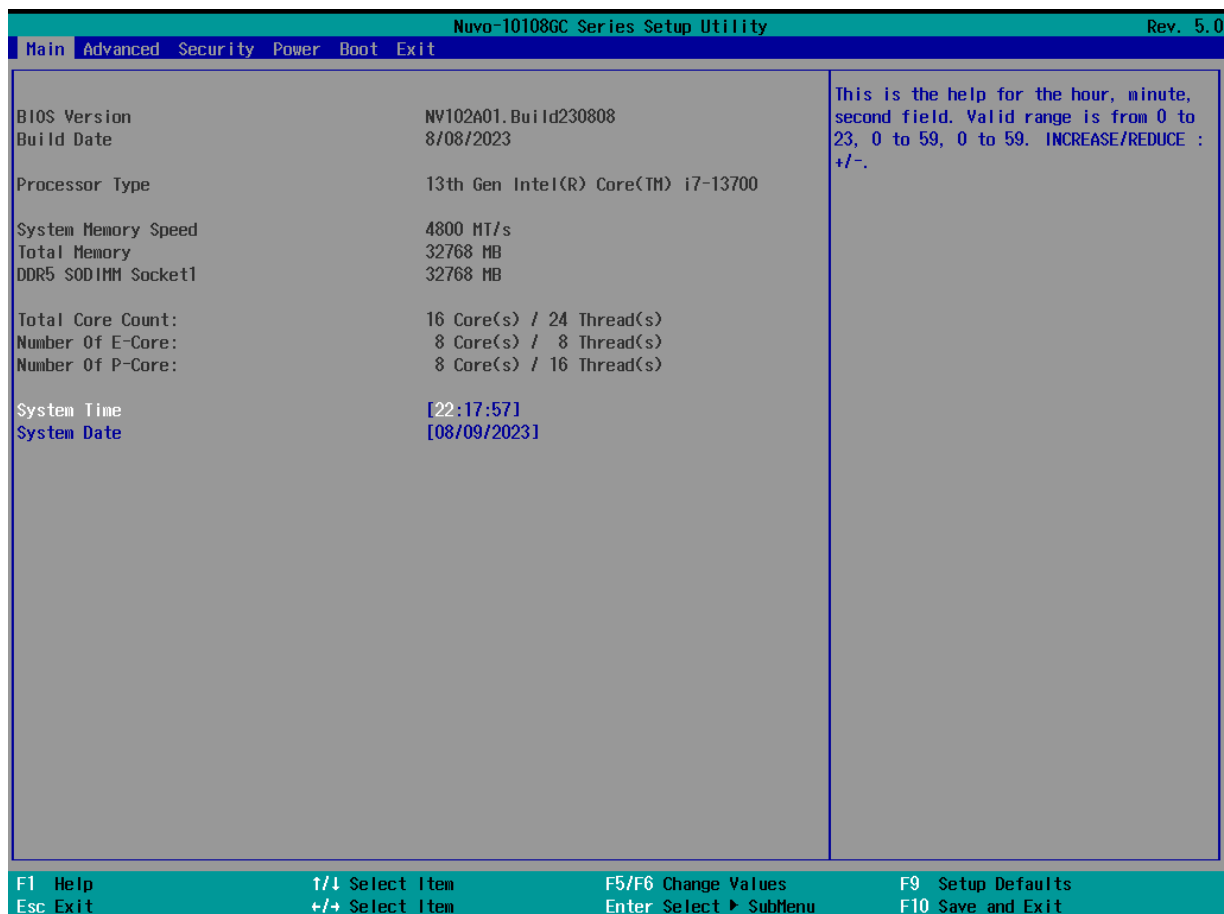 Nuvo-10108GC Series Setup Utility Rev. 5.0
Main Advanced Security Power Boot Exit
BIOS Version NV102A01.Build230808
Build Date 8/08/2023
Processor Type 13th Gen Intel(R) Core(TM) i7-13700
System Memory Speed 4800 MT/s
Total Memory 32768 MB
DDR5 SODIMM Socket1 32768 MB
Total Core Count: 16 Core(s) / 24 Thread(s)
Number Of E-Core: 8 Core(s) / 8 Thread(s)
Number Of P-Core: 8 Core(s) / 16 Thread(s)
System Time [22:17:57]
System Date [08/09/2023]
This is the help for the hour, minute,
second field. Valid range is from 0 to
23, 0 to 59, 0 to 59. INCREASE/REDUCE :
+/-.
F1 Help ↑/↓ Select Item F5/F6 Change Values F9 Setup Defaults
Esc Exit ←/→ Select Item Enter Select ▶ SubMenu F10 Save and Exit